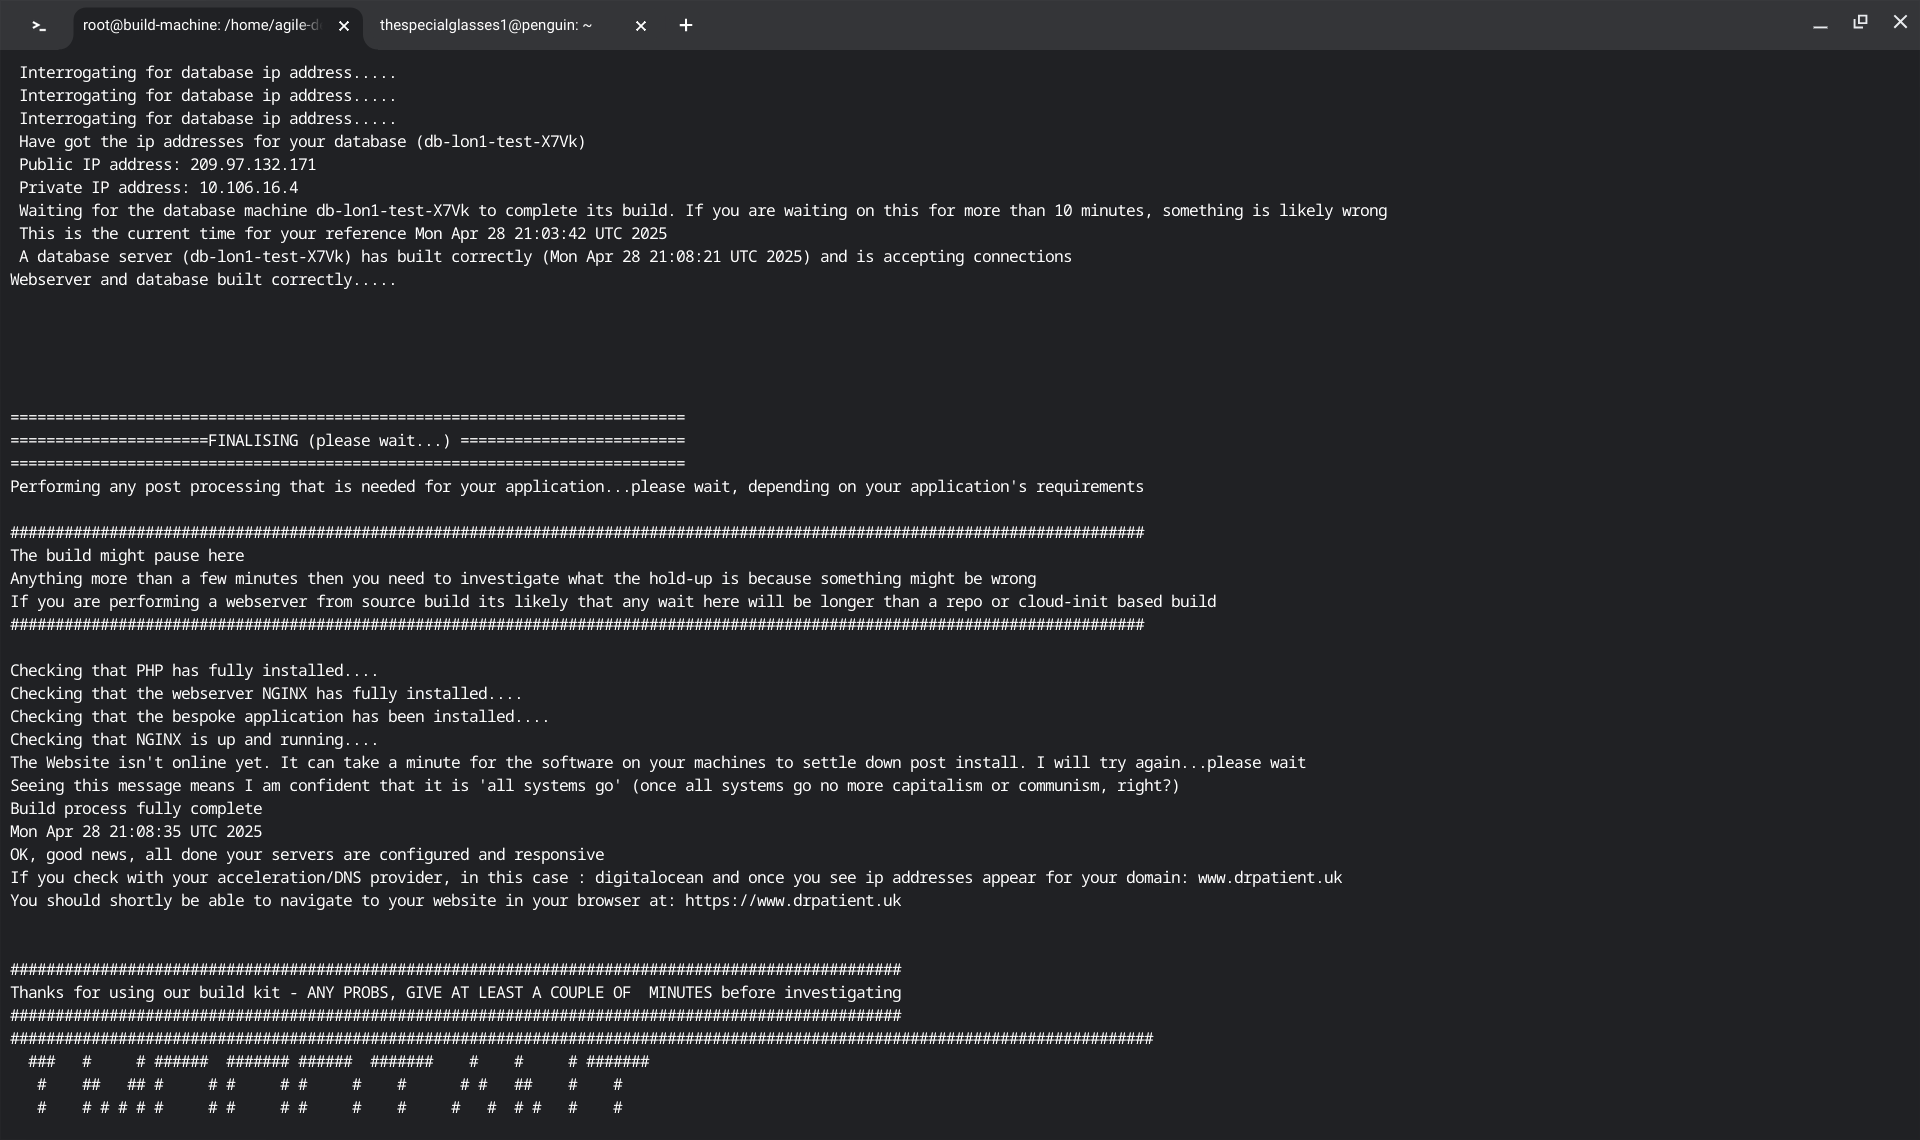 root@build-machine: /home/agile-d
thespecialglasses1@penguin: ~
Interrogating for database ip address.....
Interrogating for database ip address.....
Interrogating for database ip address.....
Have got the ip addresses for your database (db-lon1-test-X7Vk)
Public IP address: 209.97.132.171
Private IP address: 10.106.16.4
Waiting for the database machine db-lon1-test-X7Vk to complete its build. If you are waiting on this for more than 10 minutes, something is likely wrong
This is the current time for your reference Mon Apr 28 21:03:42 UTC 2025
A database server (db-lon1-test-X7Vk) has built correctly (Mon Apr 28 21:08:21 UTC 2025) and is accepting connections
Webserver and database built correctly.....
===========================================================================
======================FINALISING (please wait...) =========================
===========================================================================
Performing any post processing that is needed for your application...please wait, depending on your application's requirements
##############################################################################################################################
The build might pause here
Anything more than a few minutes then you need to investigate what the hold-up is because something might be wrong
If you are performing a webserver from source build its likely that any wait here will be longer than a repo or cloud-init based build
##############################################################################################################################
Checking that PHP has fully installed....
Checking that the webserver NGINX has fully installed....
Checking that the bespoke application has been installed....
Checking that NGINX is up and running....
The Website isn't online yet. It can take a minute for the software on your machines to settle down post install. I will try again...please wait
Seeing this message means I am confident that it is 'all systems go' (once all systems go no more capitalism or communism, right?)
Build process fully complete
Mon Apr 28 21:08:35 UTC 2025
OK, good news, all done your servers are configured and responsive
If you check with your acceleration/DNS provider, in this case : digitalocean and once you see ip addresses appear for your domain: www.drpatient.uk
You should shortly be able to navigate to your website in your browser at: https://www.drpatient.uk
###################################################################################################
Thanks for using our build kit - ANY PROBS, GIVE AT LEAST A COUPLE OF  MINUTES before investigating
###################################################################################################
###############################################################################################################################
  ###   #     # ######  ####### ######  #######    #    #     # #######
   #    ##   ## #     # #     # #     #    #      # #   ##    #    #
   #    # # # # #     # #     # #     #    #     #   #  # #   #    #